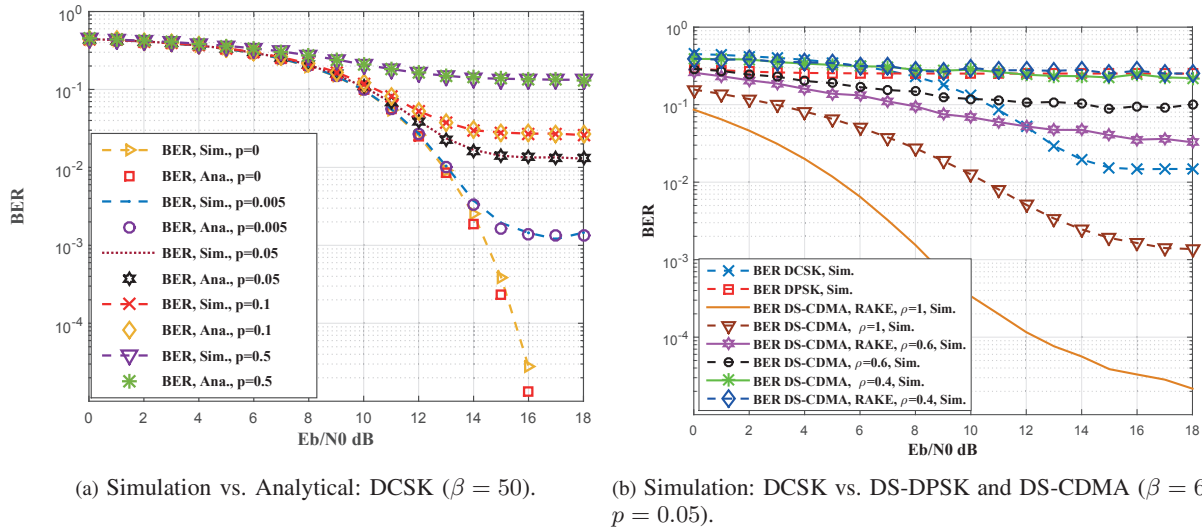 10^0
10^-1
10^-2
10^-3
10^-4
BER
BER, Sim., p=0
BER, Ana., p=0
BER, Sim., p=0.005
BER, Ana., p=0.005
BER, Sim., p=0.05
BER, Ana., p=0.05
BER, Sim., p=0.1
BER, Ana., p=0.1
BER, Sim., p=0.5
BER, Ana., p=0.5
0 2 4 6 8 10 12 14 16 18
Eb/N0 dB
(a) Simulation vs. Analytical: DCSK (β = 50).
10^0
10^-1
10^-2
10^-3
10^-4
BER
BER DCSK, Sim.
BER DPSK, Sim.
BER DS-CDMA, RAKE, ρ=1, Sim.
BER DS-CDMA, ρ=1, Sim.
BER DS-CDMA, RAKE, ρ=0.6, Sim.
BER DS-CDMA, ρ=0.6, Sim.
BER DS-CDMA, ρ=0.4, Sim.
BER DS-CDMA, RAKE, ρ=0.4, Sim.
0 2 4 6 8 10 12 14 16 18
Eb/N0 dB
(b) Simulation: DCSK vs. DS-DPSK and DS-CDMA (β = 6
p = 0.05).